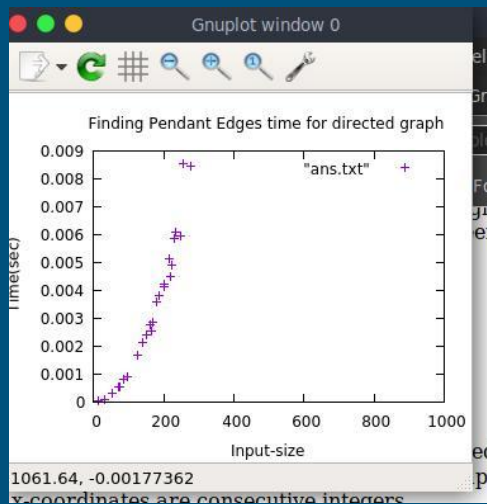 Gnuplot window 0
Finding Pendant Edges time for directed graph
"ans.txt"
0.009
0.008
0.007
0.006
0.005
0.004
0.003
0.002
0.001
0
Time(sec)
0
200
400
600
800
1000
Input-size
1061.64, -0.00177362
x-coordinates are consecutive integers